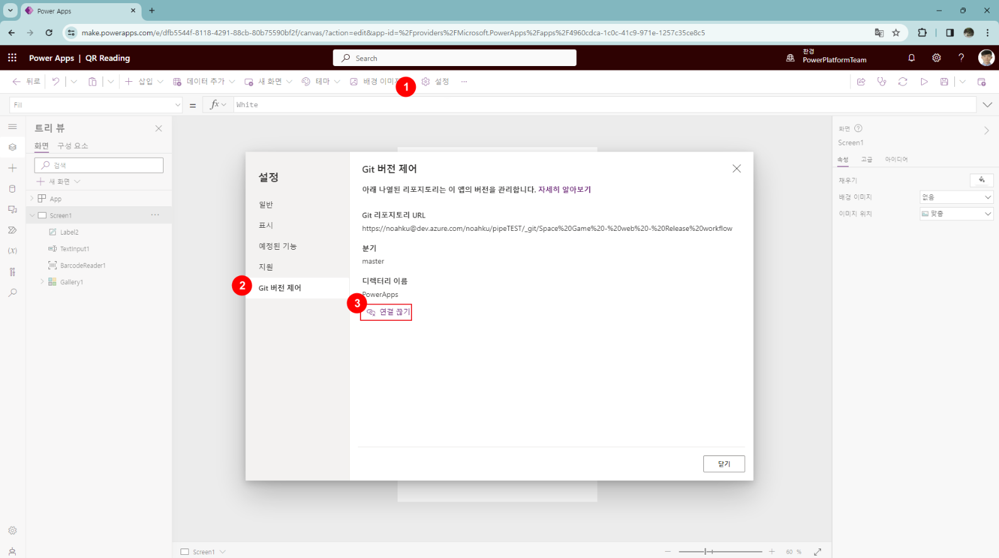 Power Apps
make.powerapps.com/e/dfb5544f-8118-4291-88cb-80b75590bf2f/canvas/?action=edit&app-id=%2Fproviders%2FMicrosoft.PowerApps%2Fapps%2F4960cdca-1c0c-41c9-971e-1257c35ce8c5
Power Apps | QR Reading
Search
환경
PowerPlatformTeam
뒤로
삽입
데이터 추가
새 화면
테마
배경 이미지
1
설정
···
Fill
=
fx
White
트리 뷰
화면 구성 요소
검색
새 화면
App
Screen1
···
Label2
TextInput1
BarcodeReader1
Gallery1
설정
일반
표시
예정된 기능
지원
2
Git 버전 제어
Git 버전 제어
아래 나열된 리포지토리는 이 앱의 버전을 관리합니다. 자세히 알아보기
Git 리포지토리 URL
https://noahku@dev.azure.com/noahku/pipeTEST/_git/Space%20Game%20-%20web%20-%20Release%20workflow
분기
master
디렉터리 이름
PowerApps
3
연결 끊기
닫기
화면
Screen1
속성 고급 아이디어
채우기
배경 이미지
없음
이미지 위치
맞춤
Screen1
60 %